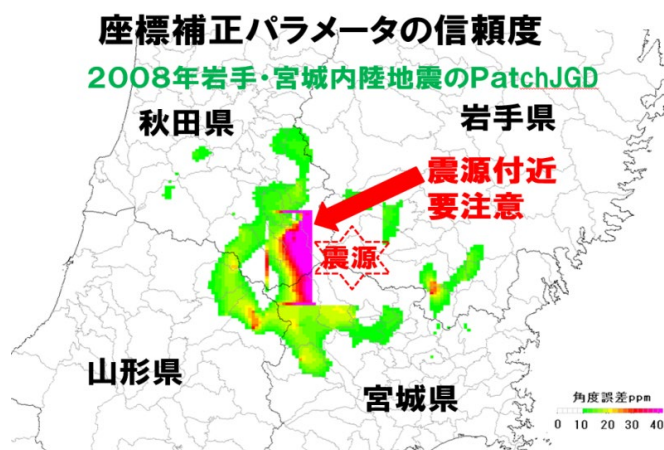 座標補正パラメータの信頼度
2008年岩手・宮城内陸地震のPatchJGD
秋田県
岩手県
震源付近
要注意
震源
山形県
宮城県
角度誤差ppm
0 10 20 30 40